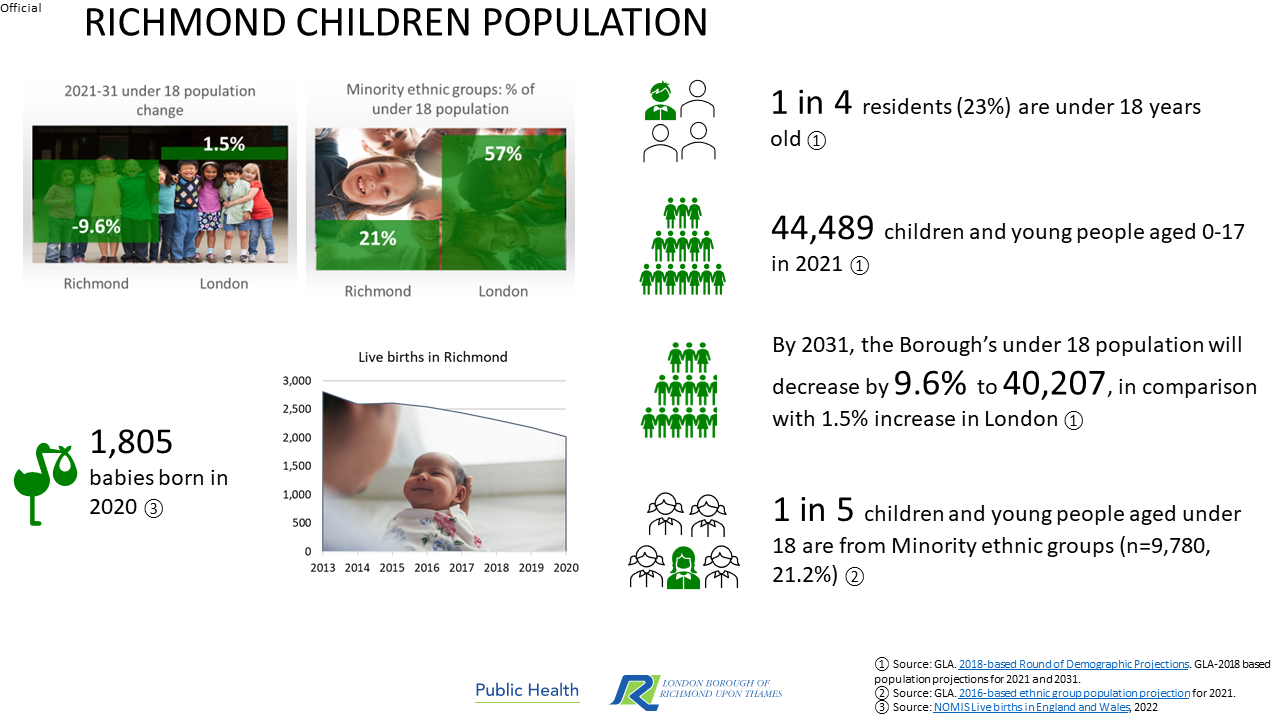 Official
RICHMOND CHILDREN POPULATION
2021-31 under 18 population
change
1.5%
-9.6%
Richmond
London
Minority ethnic groups: % of
under 18 population
57%
21%
Richmond
London
1 in 4 residents (23%) are under 18 years
old ①
44,489 children and young people aged 0-17
in 2021 ①
By 2031, the Borough’s under 18 population will
decrease by 9.6% to 40,207, in comparison
with 1.5% increase in London ①
1 in 5 children and young people aged under
18 are from Minority ethnic groups (n=9,780,
21.2%) ②
1,805
babies born in
2020 ③
Live births in Richmond
3,000
2,500
2,000
1,500
1,000
500
0
2013 2014 2015 2016 2017 2018 2019 2020
Public Health
LONDON BOROUGH OF
RICHMOND UPON THAMES
① Source: GLA. 2018-based Round of Demographic Projections. GLA-2018 based
population projections for 2021 and 2031.
② Source: GLA. 2016-based ethnic group population projection for 2021.
③ Source: NOMIS Live births in England and Wales, 2022